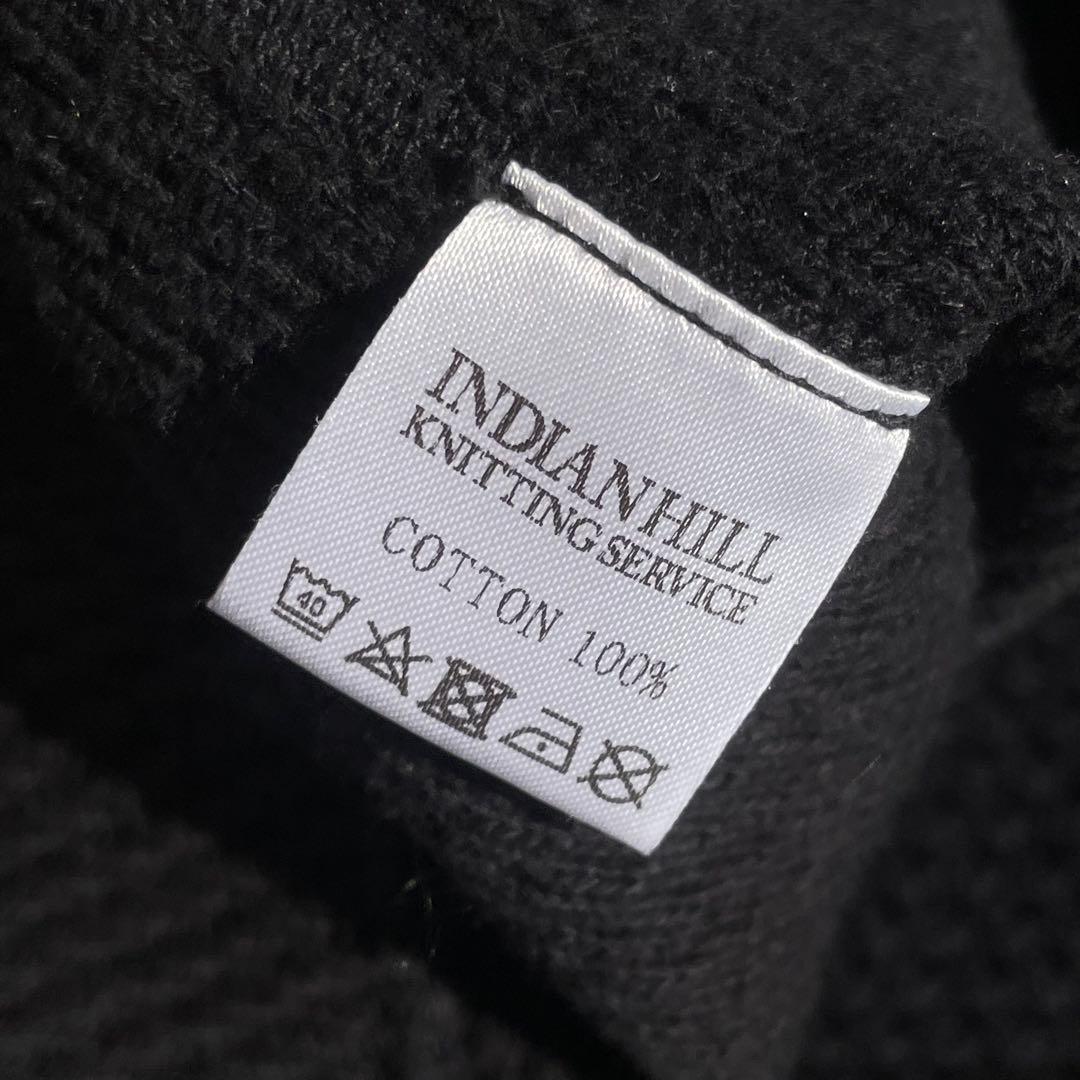 INDIAN HILL
KNITTING SERVICE
COTTON 100%
40